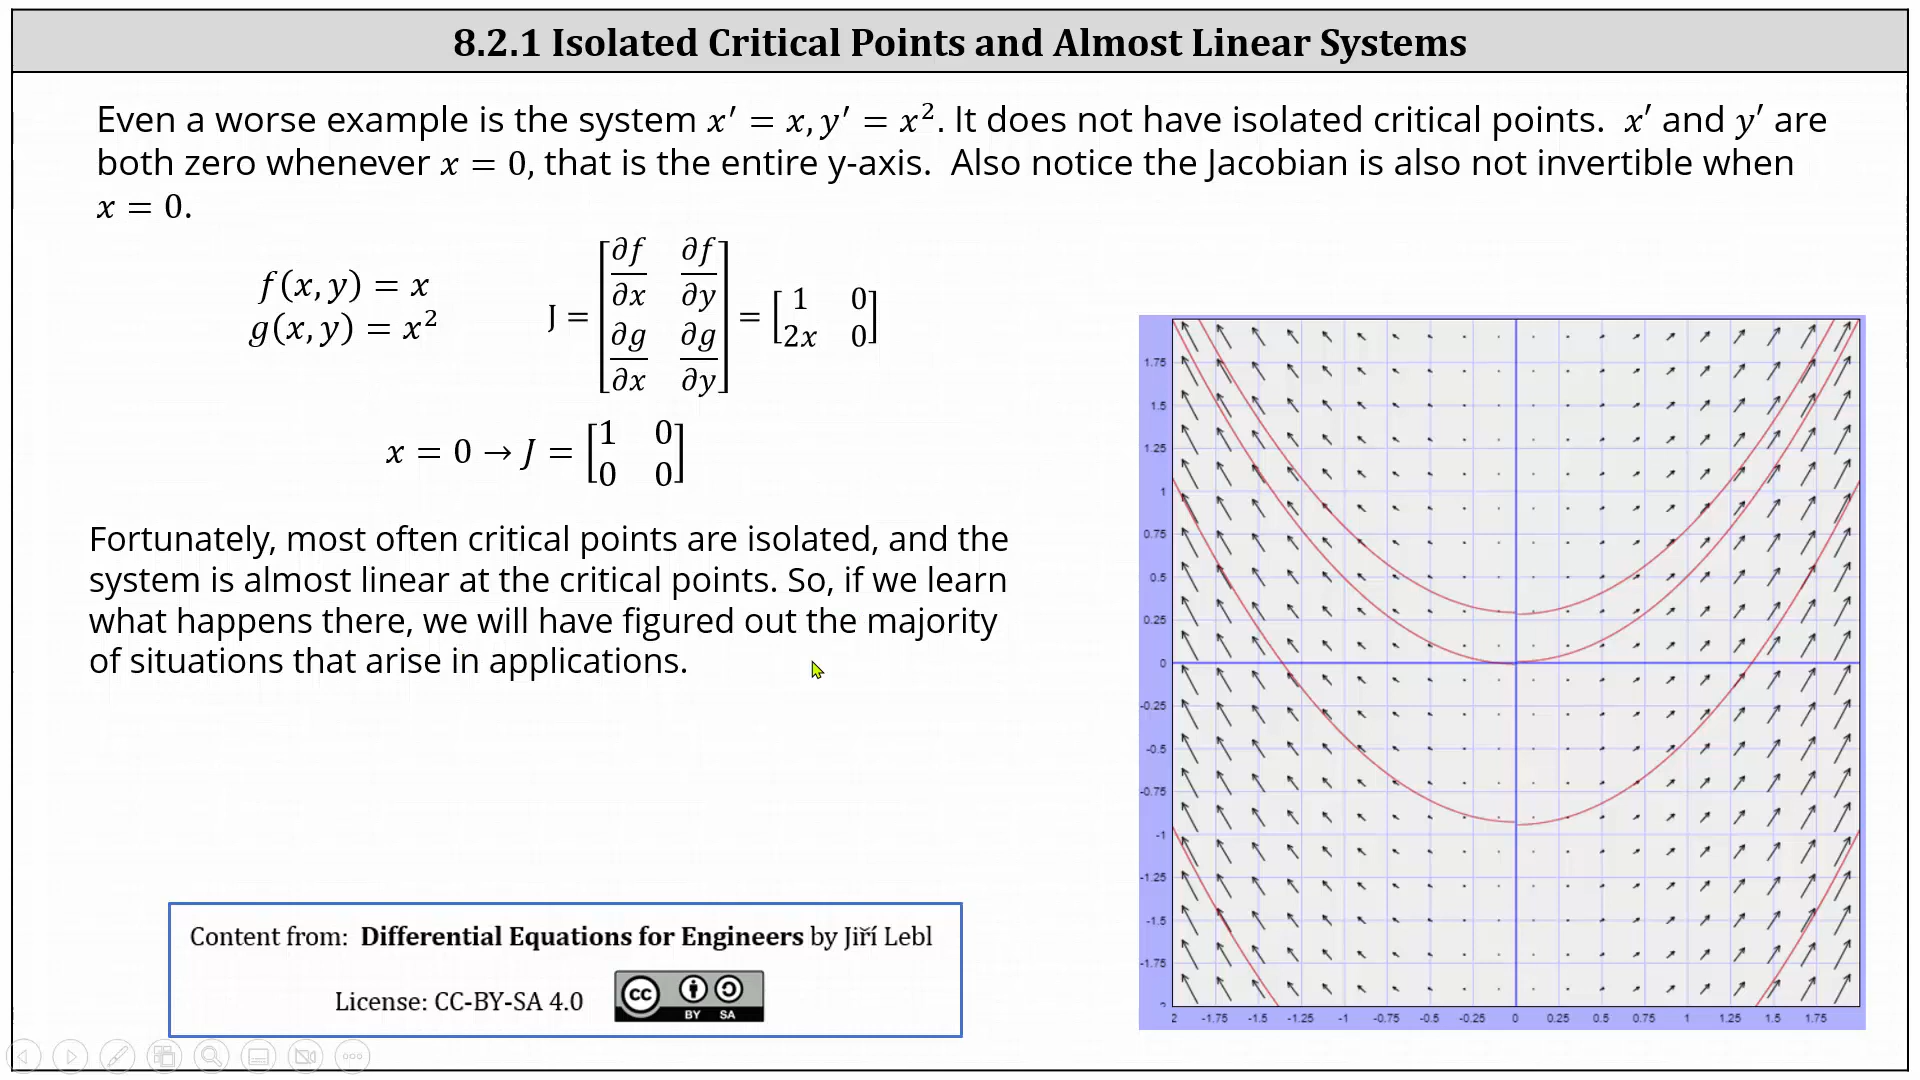 8.2.1 Isolated Critical Points and Almost Linear Systems
Even a worse example is the system x′ = x, y′ = x². It does not have isolated critical points. x′ and y′ are
both zero whenever x = 0, that is the entire y-axis. Also notice the Jacobian is also not invertible when
x = 0.
f(x, y) = x
g(x, y) = x²
J = [∂f/∂x ∂f/∂y; ∂g/∂x ∂g/∂y] = [1 0; 2x 0]
x = 0 → J = [1 0; 0 0]
Fortunately, most often critical points are isolated, and the
system is almost linear at the critical points. So, if we learn
what happens there, we will have figured out the majority
of situations that arise in applications.
1.75
1.5
1.25
1
0.75
0.5
0.25
0
-0.25
-0.5
-0.75
-1
-1.25
-1.5
-1.75
2 -1.75 -1.5 -1.25 -1 -0.75 -0.5 -0.25 0 0.25 0.5 0.75 1 1.25 1.5 1.75
Content from: Differential Equations for Engineers by Jiří Lebl
License: CC-BY-SA 4.0
cc
BY SA